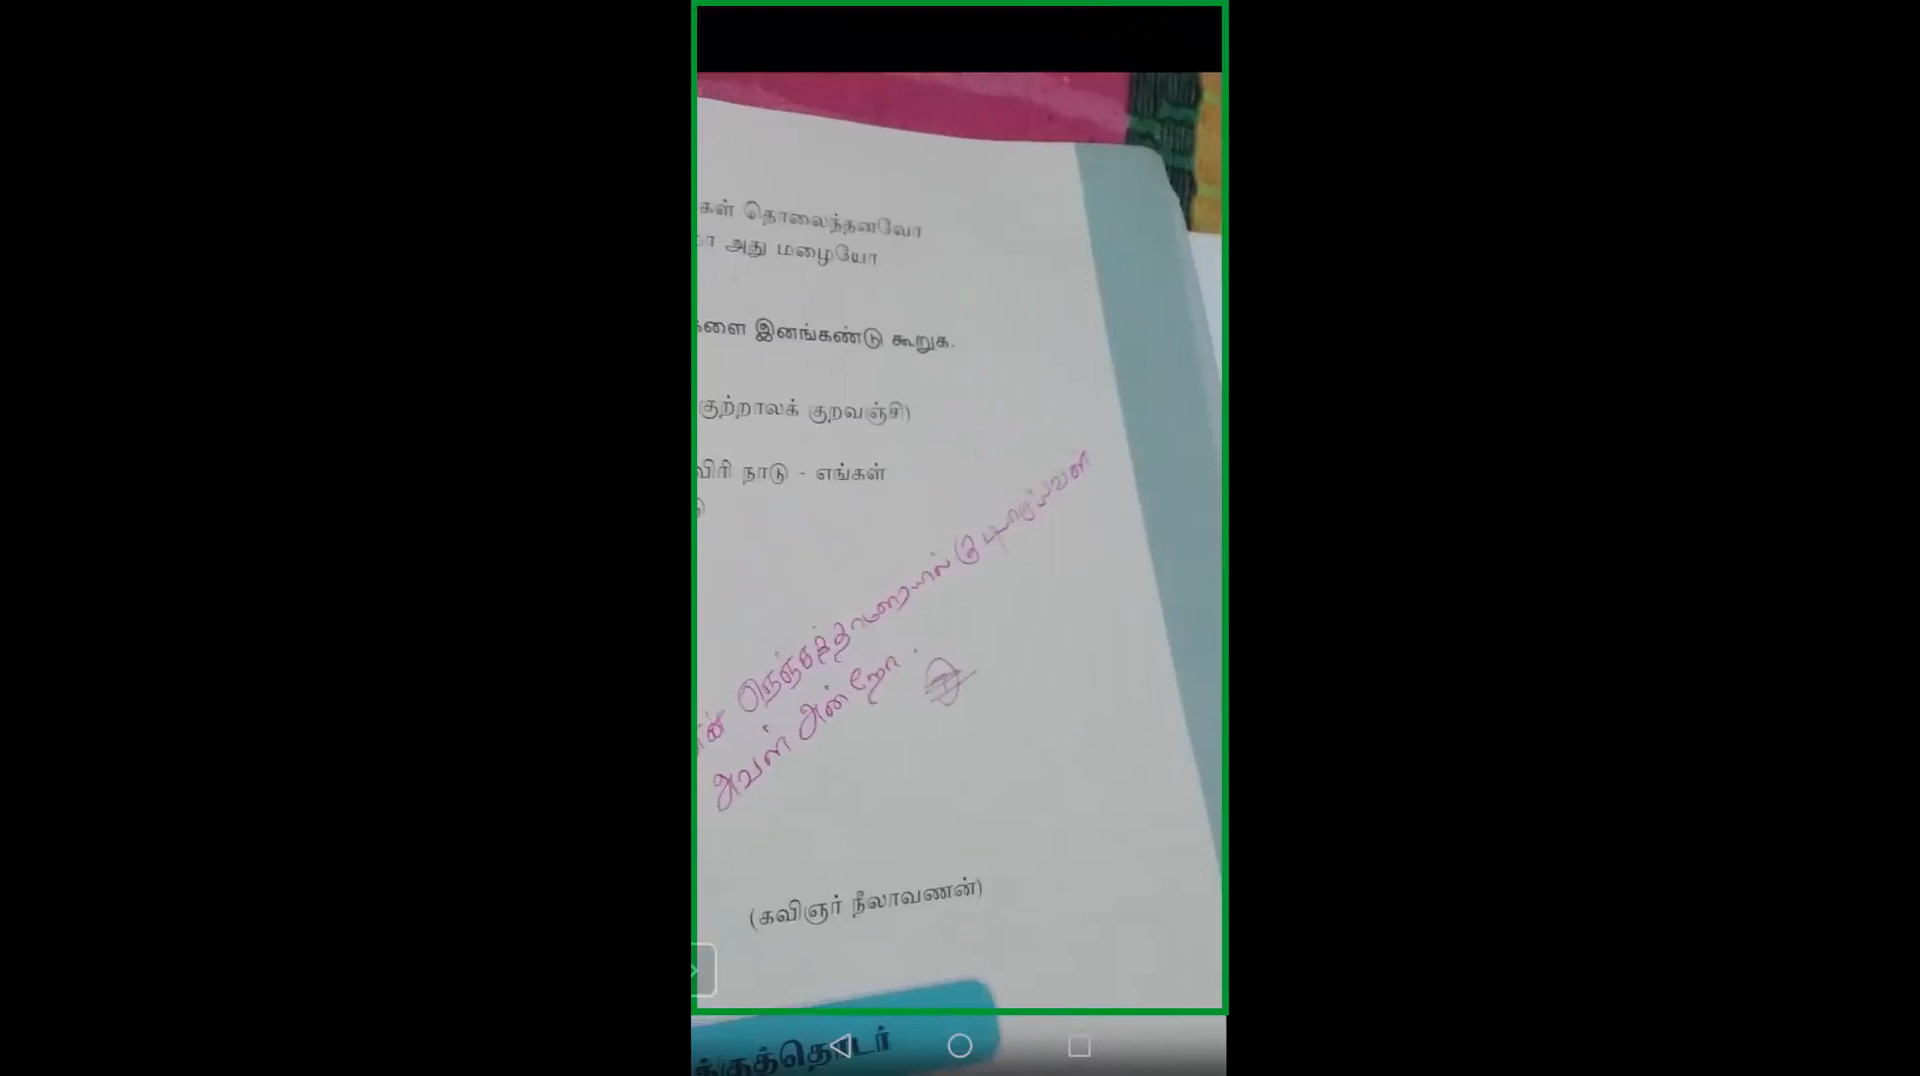 கள் தொலைந்தனவோ
அது மழையோ
களை இனங்கண்டு கூறுக.
குற்றாலக் குறவஞ்சி)
விரி நாடு - எங்கள்
நெஞ்சத்தாமரையில்
அவள் அன்றோ.
(கவிஞர் நீலாவணன்)
க்குத்தொடர்